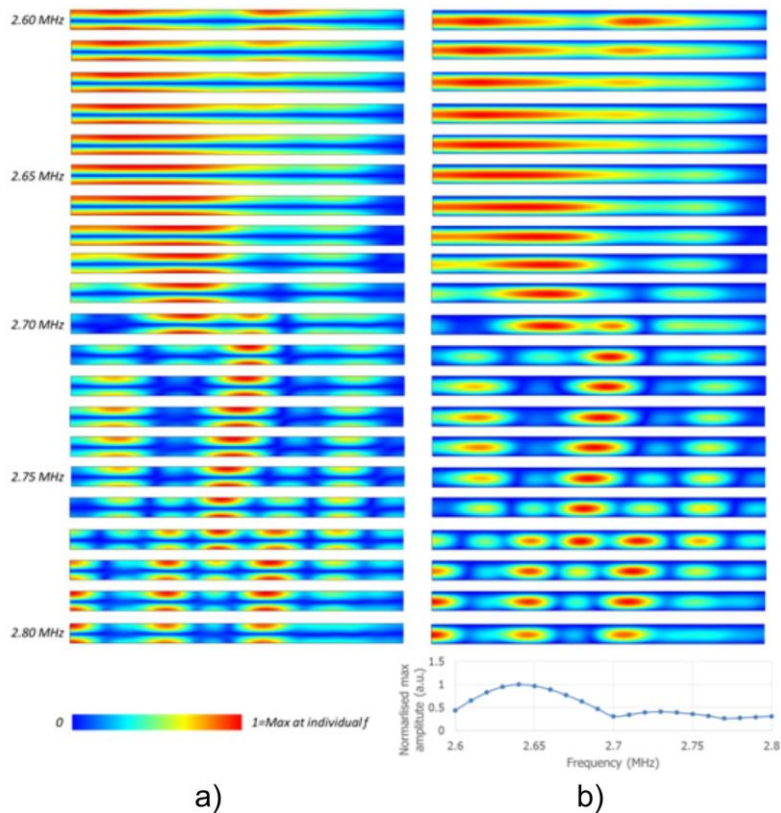 2.60 MHz
2.65 MHz
2.70 MHz
2.75 MHz
2.80 MHz
0
1=Max at individual f
Normarlised max
amplitute (a.u.)
1.5
1
0.5
0
2.6
2.65
2.7
2.75
2.8
Frequency (MHz)
a)
b)